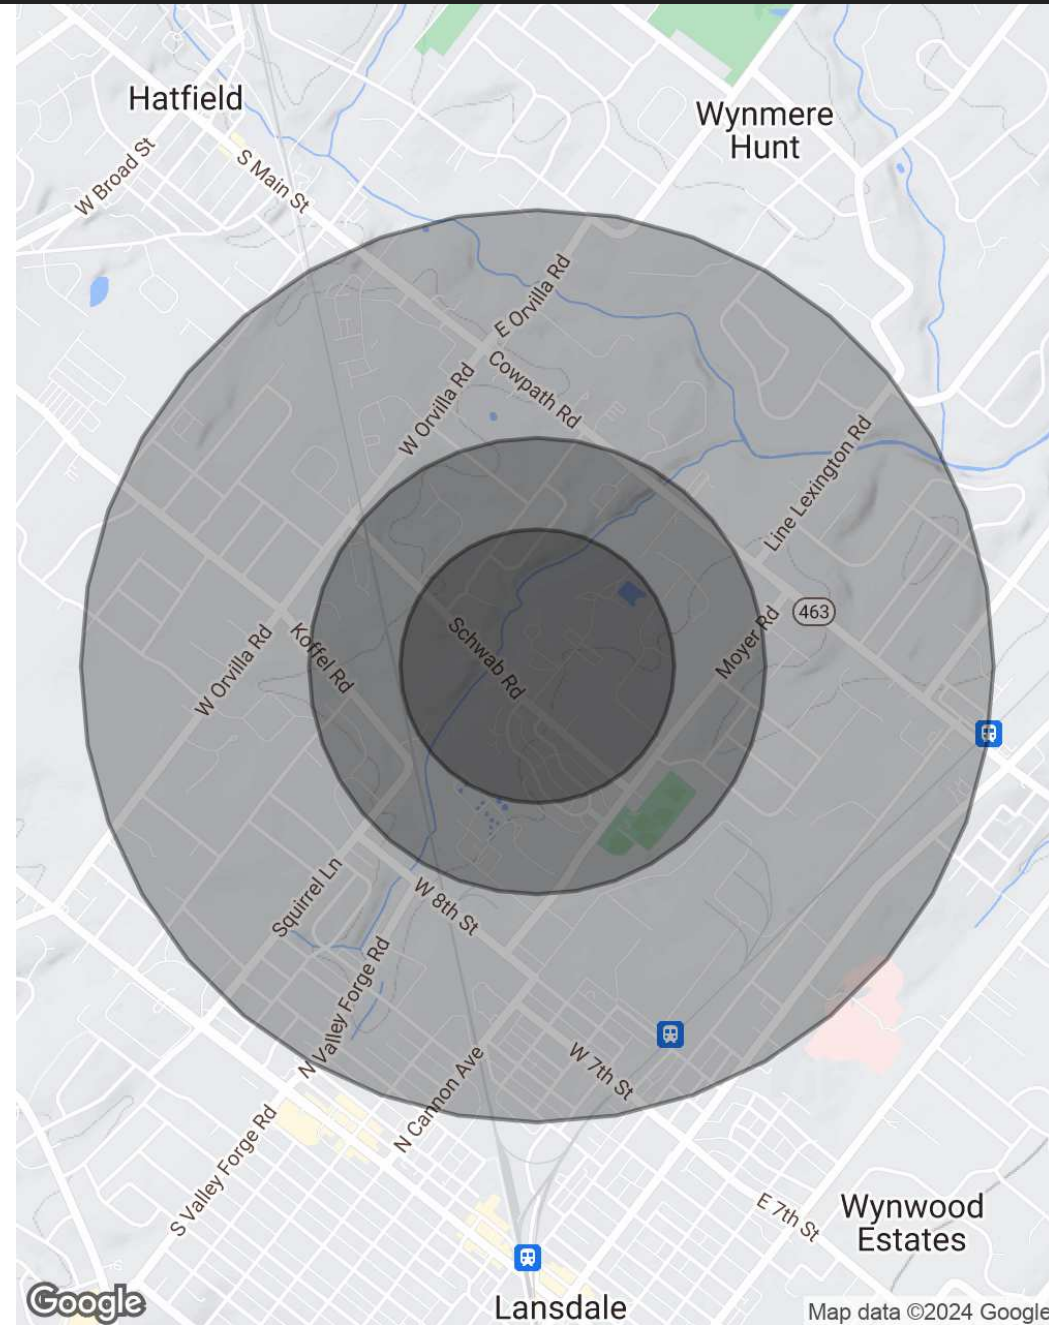 Hatfield
Wynmere
Hunt
W Broad St
S Main St
E Orvilla Rd
Cowpath Rd
W Orvilla Rd
Line Lexington Rd
463
Schwab Rd
Koffel Rd
Moyer Rd
W Orvilla Rd
Squirrel Ln
W 8th St
N Valley Forge Rd
W 7th St
N Cannon Ave
S Valley Forge Rd
E 7th St
Wynwood
Estates
Google
Lansdale
Map data ©2024 Google